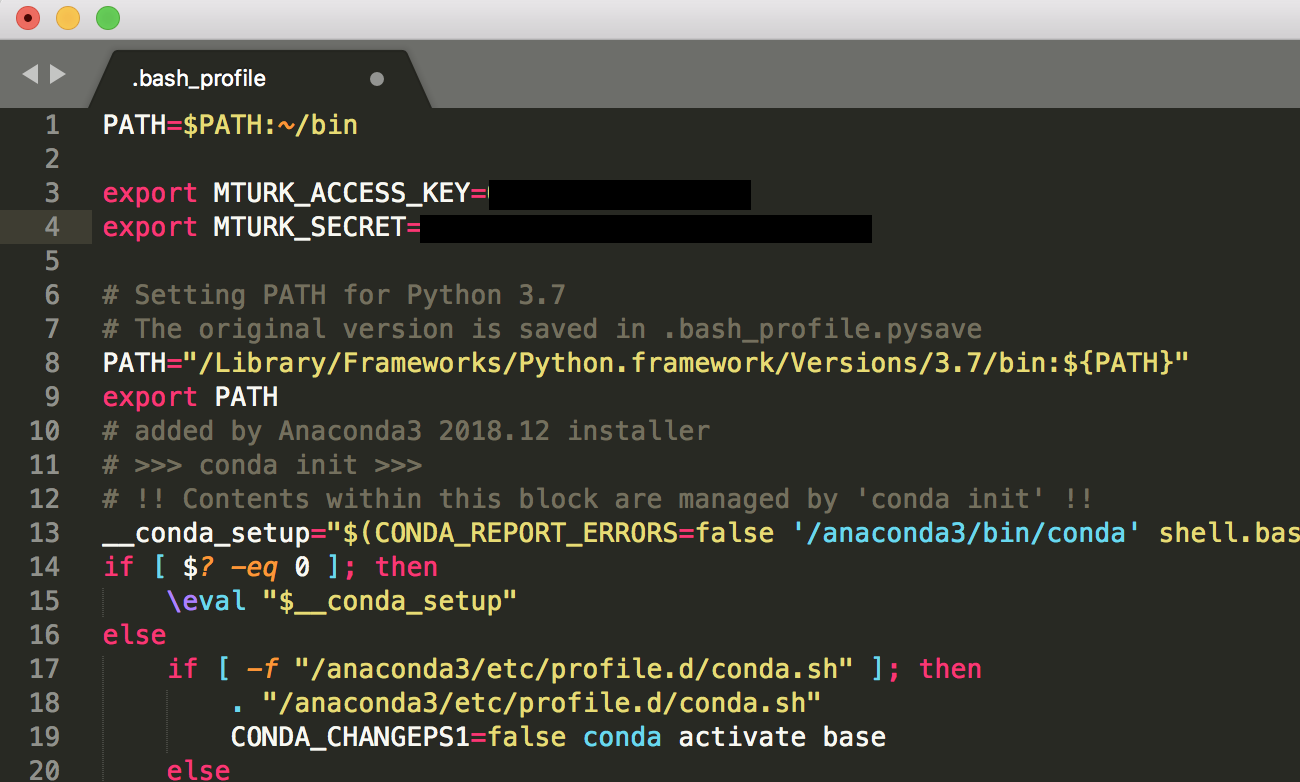 .bash_profile
1 PATH=$PATH:~/bin
2
3 export MTURK_ACCESS_KEY=
4 export MTURK_SECRET=
5
6 # Setting PATH for Python 3.7
7 # The original version is saved in .bash_profile.pysave
8 PATH="/Library/Frameworks/Python.framework/Versions/3.7/bin:${PATH}"
9 export PATH
10 # added by Anaconda3 2018.12 installer
11 # >>> conda init >>>
12 # !! Contents within this block are managed by 'conda init' !!
13 __conda_setup="$(CONDA_REPORT_ERRORS=false '/anaconda3/bin/conda' shell.bas
14 if [ $? -eq 0 ]; then
15     \eval "$__conda_setup"
16 else
17     if [ -f "/anaconda3/etc/profile.d/conda.sh" ]; then
18         . "/anaconda3/etc/profile.d/conda.sh"
19         CONDA_CHANGEPS1=false conda activate base
20     else